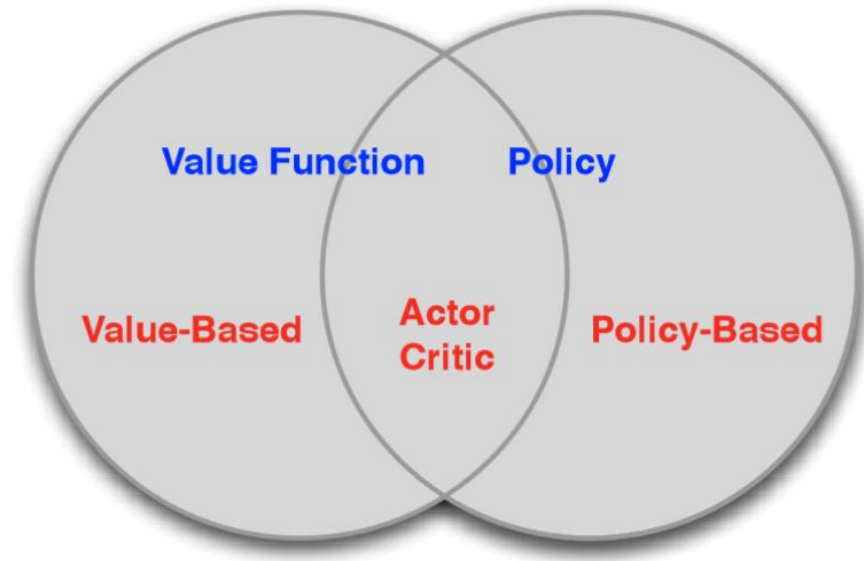 Value Function
Policy
Value-Based
Actor
Critic
Policy-Based